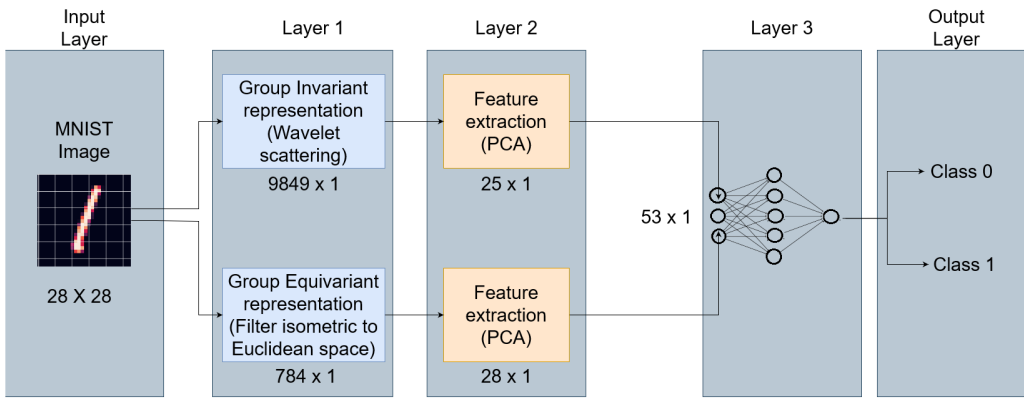 Input
Layer
Layer 1
Layer 2
Layer 3
Output
Layer
MNIST
Image
28 X 28
Group Invariant
representation
(Wavelet
scattering)
9849 x 1
Feature
extraction
(PCA)
25 x 1
Group Equivariant
representation
(Filter isometric to
Euclidean space)
784 x 1
Feature
extraction
(PCA)
28 x 1
53 x 1
Class 0
Class 1